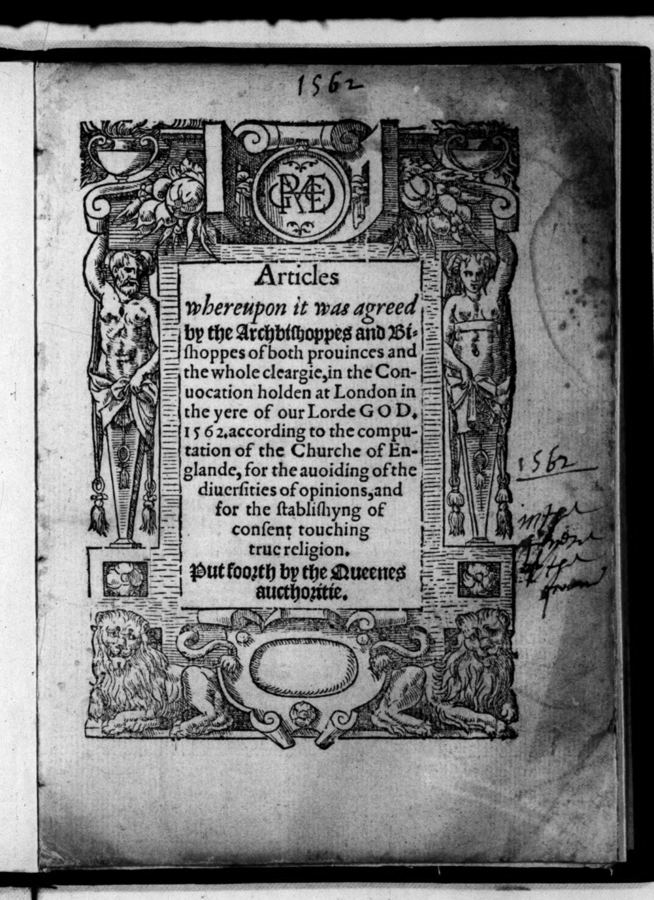 1562
Articles
whereupon it was agreed
by the Archbishoppes and Bi-
ſhoppes of both prouinces and
the whole cleargie, in the Con-
uocation holden at London in
the yere of our Lorde GOD.
1562. according to the compu-
tation of the Churche of En-
glande, for the auoiding of the
diuerſities of opinions, and
for the ſtabliſhyng of
conſent touching
true religion.
Put foorth by the Queenes
aucthoritie.
1562